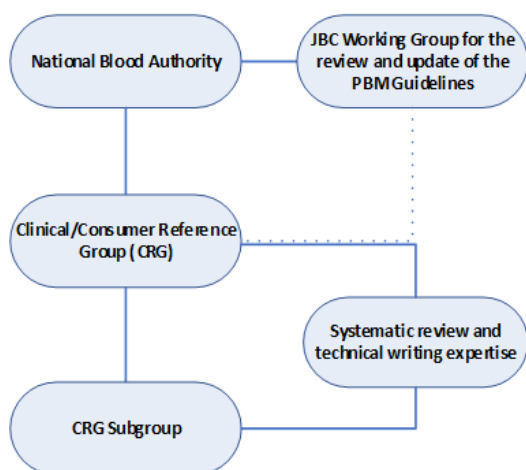 National Blood Authority
JBC Working Group for the
review and update of the
PBM Guidelines
Clinical/Consumer Reference
Group (CRG)
Systematic review and
technical writing expertise
CRG Subgroup